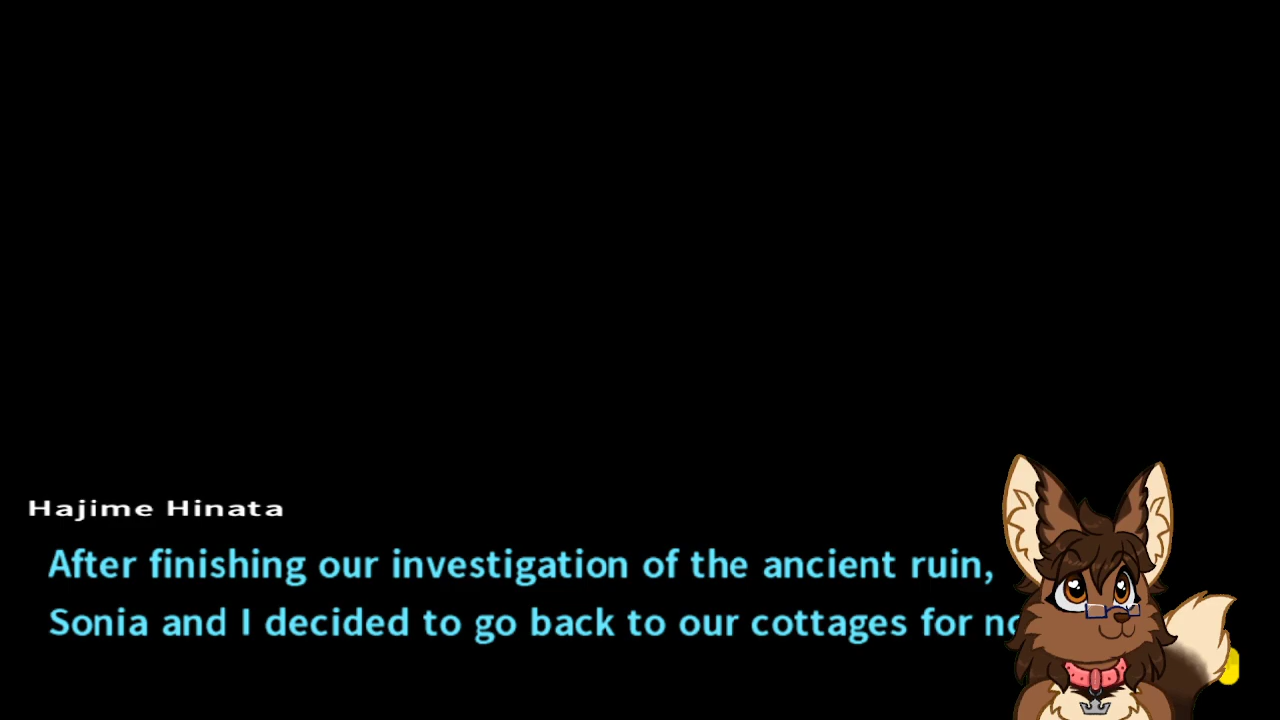 Hajime Hinata
After finishing our investigation of the ancient ruin,
Sonia and I decided to go back to our cottages for